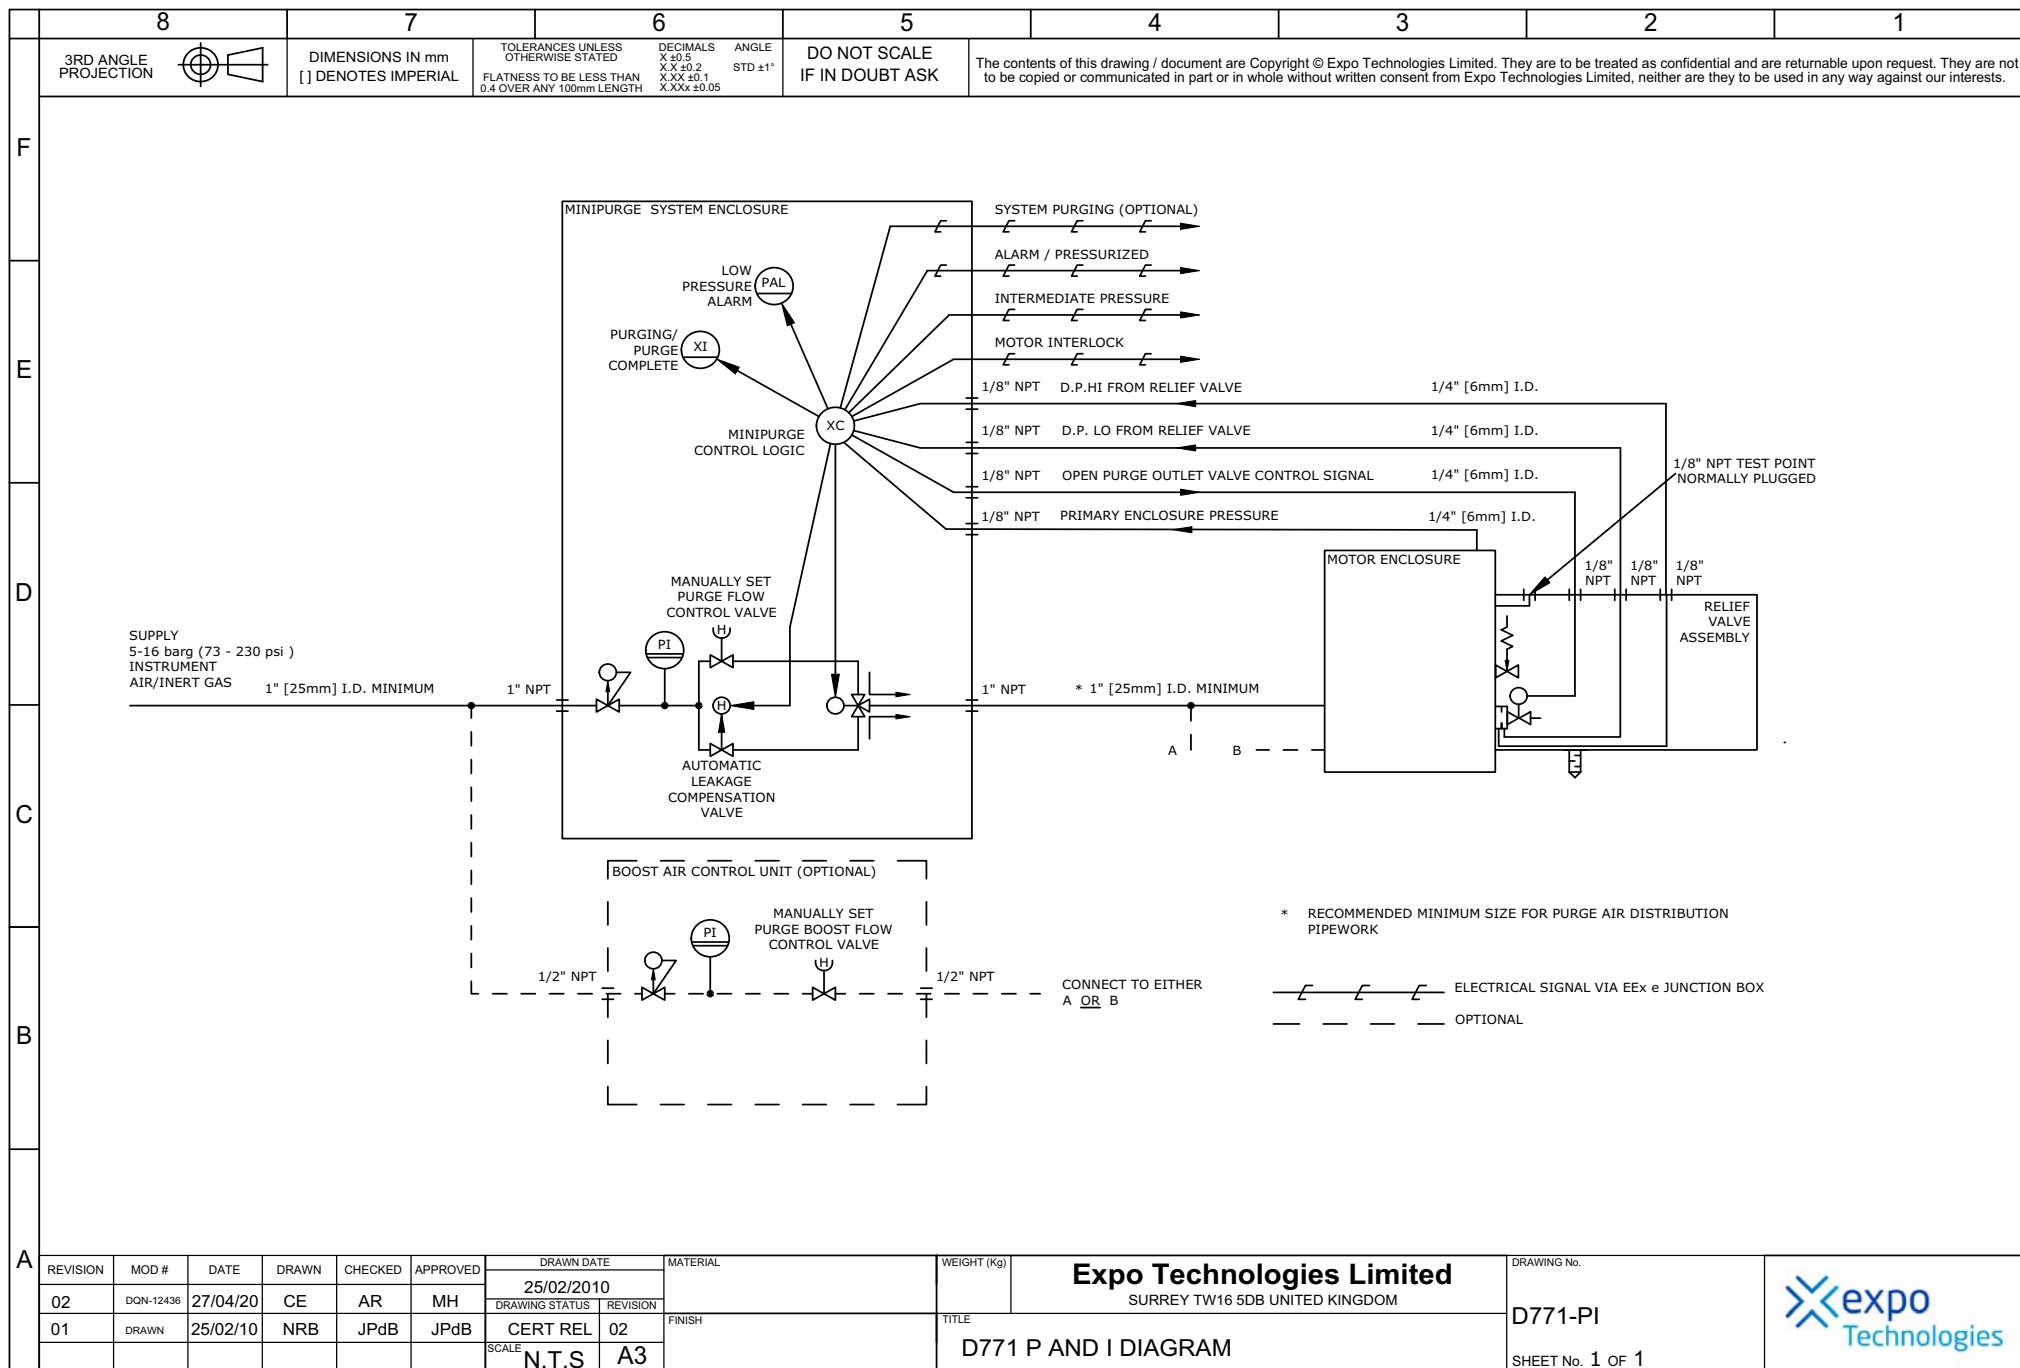 8 7 6 5 4 3 2 1
3RD ANGLE
PROJECTION
DIMENSIONS IN mm
[ ] DENOTES IMPERIAL
TOLERANCES UNLESS
OTHERWISE STATED
FLATNESS TO BE LESS THAN
0.4 OVER ANY 100mm LENGTH
DECIMALS ANGLE
X ±0.5
X.X ±0.2 STD ±1°
X.XX ±0.1
X.XXx ±0.05
DO NOT SCALE
IF IN DOUBT ASK
The contents of this drawing / document are Copyright © Expo Technologies Limited. They are to be treated as confidential and are returnable upon request. They are not
to be copied or communicated in part or in whole without written consent from Expo Technologies Limited, neither are they to be used in any way against our interests.
F
E
D
C
B
A
MINIPURGE SYSTEM ENCLOSURE
LOW
PRESSURE
ALARM
PAL
PURGING/
PURGE
COMPLETE
XI
MINIPURGE
CONTROL LOGIC
XC
SYSTEM PURGING (OPTIONAL)
ALARM / PRESSURIZED
INTERMEDIATE PRESSURE
MOTOR INTERLOCK
1/8" NPT D.P.HI FROM RELIEF VALVE 1/4" [6mm] I.D.
1/8" NPT D.P. LO FROM RELIEF VALVE 1/4" [6mm] I.D.
1/8" NPT OPEN PURGE OUTLET VALVE CONTROL SIGNAL 1/4" [6mm] I.D.
1/8" NPT PRIMARY ENCLOSURE PRESSURE 1/4" [6mm] I.D.
1/8" NPT TEST POINT
NORMALLY PLUGGED
MOTOR ENCLOSURE
1/8" 1/8" 1/8"
NPT NPT NPT
RELIEF
VALVE
ASSEMBLY
MANUALLY SET
PURGE FLOW
CONTROL VALVE
H
PI
SUPPLY
5-16 barg (73 - 230 psi )
INSTRUMENT
AIR/INERT GAS
1" [25mm] I.D. MINIMUM
1" NPT
H
1" NPT
* 1" [25mm] I.D. MINIMUM
A
B
AUTOMATIC
LEAKAGE
COMPENSATION
VALVE
BOOST AIR CONTROL UNIT (OPTIONAL)
MANUALLY SET
PURGE BOOST FLOW
CONTROL VALVE
PI
H
1/2" NPT
1/2" NPT
CONNECT TO EITHER
A OR B
* RECOMMENDED MINIMUM SIZE FOR PURGE AIR DISTRIBUTION
PIPEWORK
ELECTRICAL SIGNAL VIA EEx e JUNCTION BOX
OPTIONAL
REVISION MOD # DATE DRAWN CHECKED APPROVED
02 DQN-12436 27/04/20 CE AR MH
01 DRAWN 25/02/10 NRB JPdB JPdB
DRAWN DATE
25/02/2010
DRAWING STATUS REVISION
CERT REL 02
SCALE N.T.S A3
MATERIAL
FINISH
WEIGHT (Kg)
Expo Technologies Limited
SURREY TW16 5DB UNITED KINGDOM
TITLE
D771 P AND I DIAGRAM
DRAWING No.
D771-PI
SHEET No. 1 OF 1
expo
Technologies